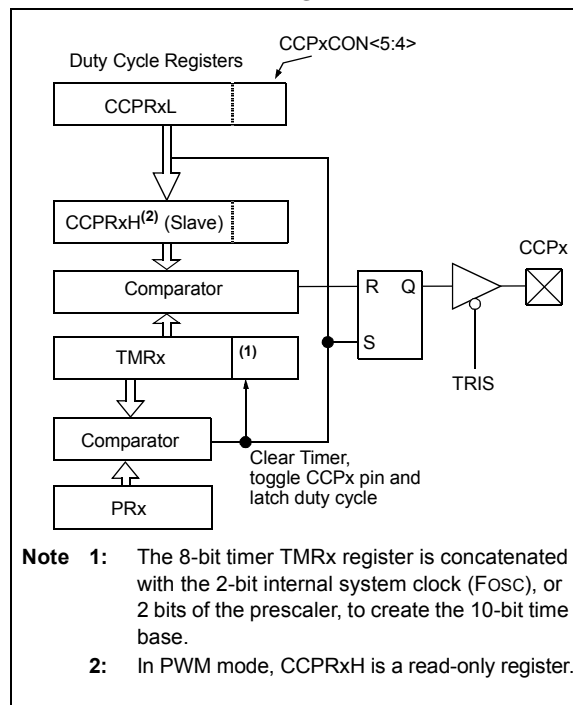 CCPxCON<5:4>
Duty Cycle Registers
CCPRxL
CCPRxH(2) (Slave)
CCPx
Comparator
R Q
TMRx
(1)
S
TRIS
Comparator
Clear Timer,
toggle CCPx pin and
latch duty cycle
PRx
Note 1: The 8-bit timer TMRx register is concatenated
with the 2-bit internal system clock (FOSC), or
2 bits of the prescaler, to create the 10-bit time
base.
2: In PWM mode, CCPRxH is a read-only register.